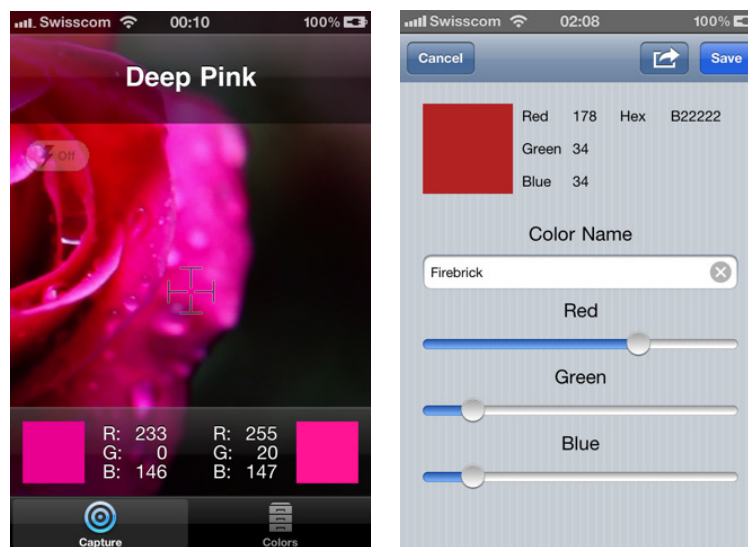 Swisscom 00:10 100%
Deep Pink
Off
R: 233 R: 255
G: 0 G: 20
B: 146 B: 147
Capture Colors
Swisscom 02:08 100%
Cancel Save
Red 178 Hex B22222
Green 34
Blue 34
Color Name
Firebrick
Red
Green
Blue